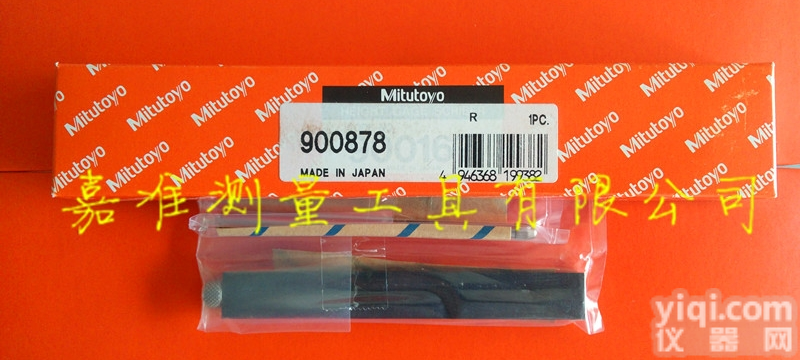 Mitutoyo
R 1PC.
900878
MADE IN JAPAN
4 946368 199382
嘉准测量工具有限公司
yiqi.com
仪器网